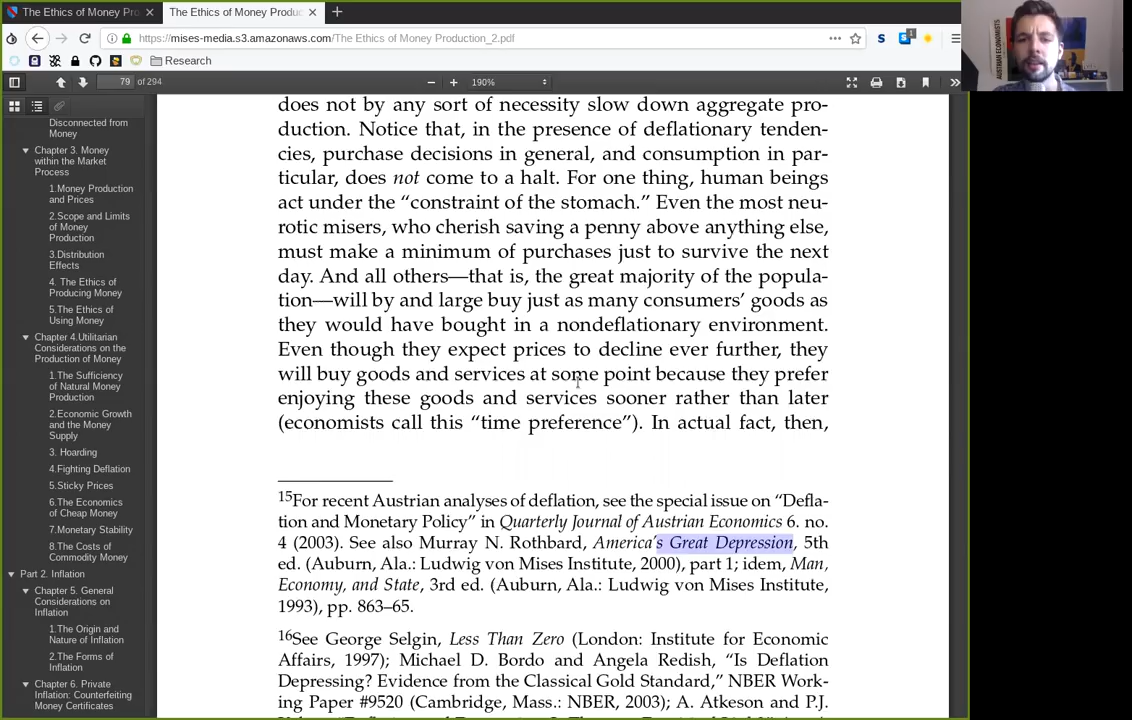 The Ethics of Money Pro
The Ethics of Money Produc
https://mises-media.s3.amazonaws.com/The Ethics of Money Production_2.pdf
S
1
Research
79 of 294
190%
AUSTRIAN ECONOMISTS
Disconnected from
Money
Chapter 3. Money
within the Market
Process
1.Money Production
and Prices
2.Scope and Limits
of Money
Production
3.Distribution
Effects
4. The Ethics of
Producing Money
5.The Ethics of
Using Money
Chapter 4.Utilitarian
Considerations on the
Production of Money
1.The Sufficiency
of Natural Money
Production
2.Economic Growth
and the Money
Supply
3. Hoarding
4.Fighting Deflation
5.Sticky Prices
6.The Economics
of Cheap Money
7.Monetary Stability
8.The Costs of
Commodity Money
Part 2. Inflation
Chapter 5. General
Considerations on
Inflation
1.The Origin and
Nature of Inflation
2.The Forms of
Inflation
Chapter 6. Private
Inflation: Counterfeiting
Money Certificates
does not by any sort of necessity slow down aggregate pro-
duction. Notice that, in the presence of deflationary tenden-
cies, purchase decisions in general, and consumption in par-
ticular, does not come to a halt. For one thing, human beings
act under the “constraint of the stomach.” Even the most neu-
rotic misers, who cherish saving a penny above anything else,
must make a minimum of purchases just to survive the next
day. And all others—that is, the great majority of the popula-
tion—will by and large buy just as many consumers’ goods as
they would have bought in a nondeflationary environment.
Even though they expect prices to decline ever further, they
will buy goods and services at some point because they prefer
enjoying these goods and services sooner rather than later
(economists call this “time preference”). In actual fact, then,
15For recent Austrian analyses of deflation, see the special issue on “Defla-
tion and Monetary Policy” in Quarterly Journal of Austrian Economics 6. no.
4 (2003). See also Murray N. Rothbard, America’s Great Depression, 5th
ed. (Auburn, Ala.: Ludwig von Mises Institute, 2000), part 1; idem, Man,
Economy, and State, 3rd ed. (Auburn, Ala.: Ludwig von Mises Institute,
1993), pp. 863–65.
16See George Selgin, Less Than Zero (London: Institute for Economic
Affairs, 1997); Michael D. Bordo and Angela Redish, “Is Deflation
Depressing? Evidence from the Classical Gold Standard,” NBER Work-
ing Paper #9520 (Cambridge, Mass.: NBER, 2003); A. Atkeson and P.J.